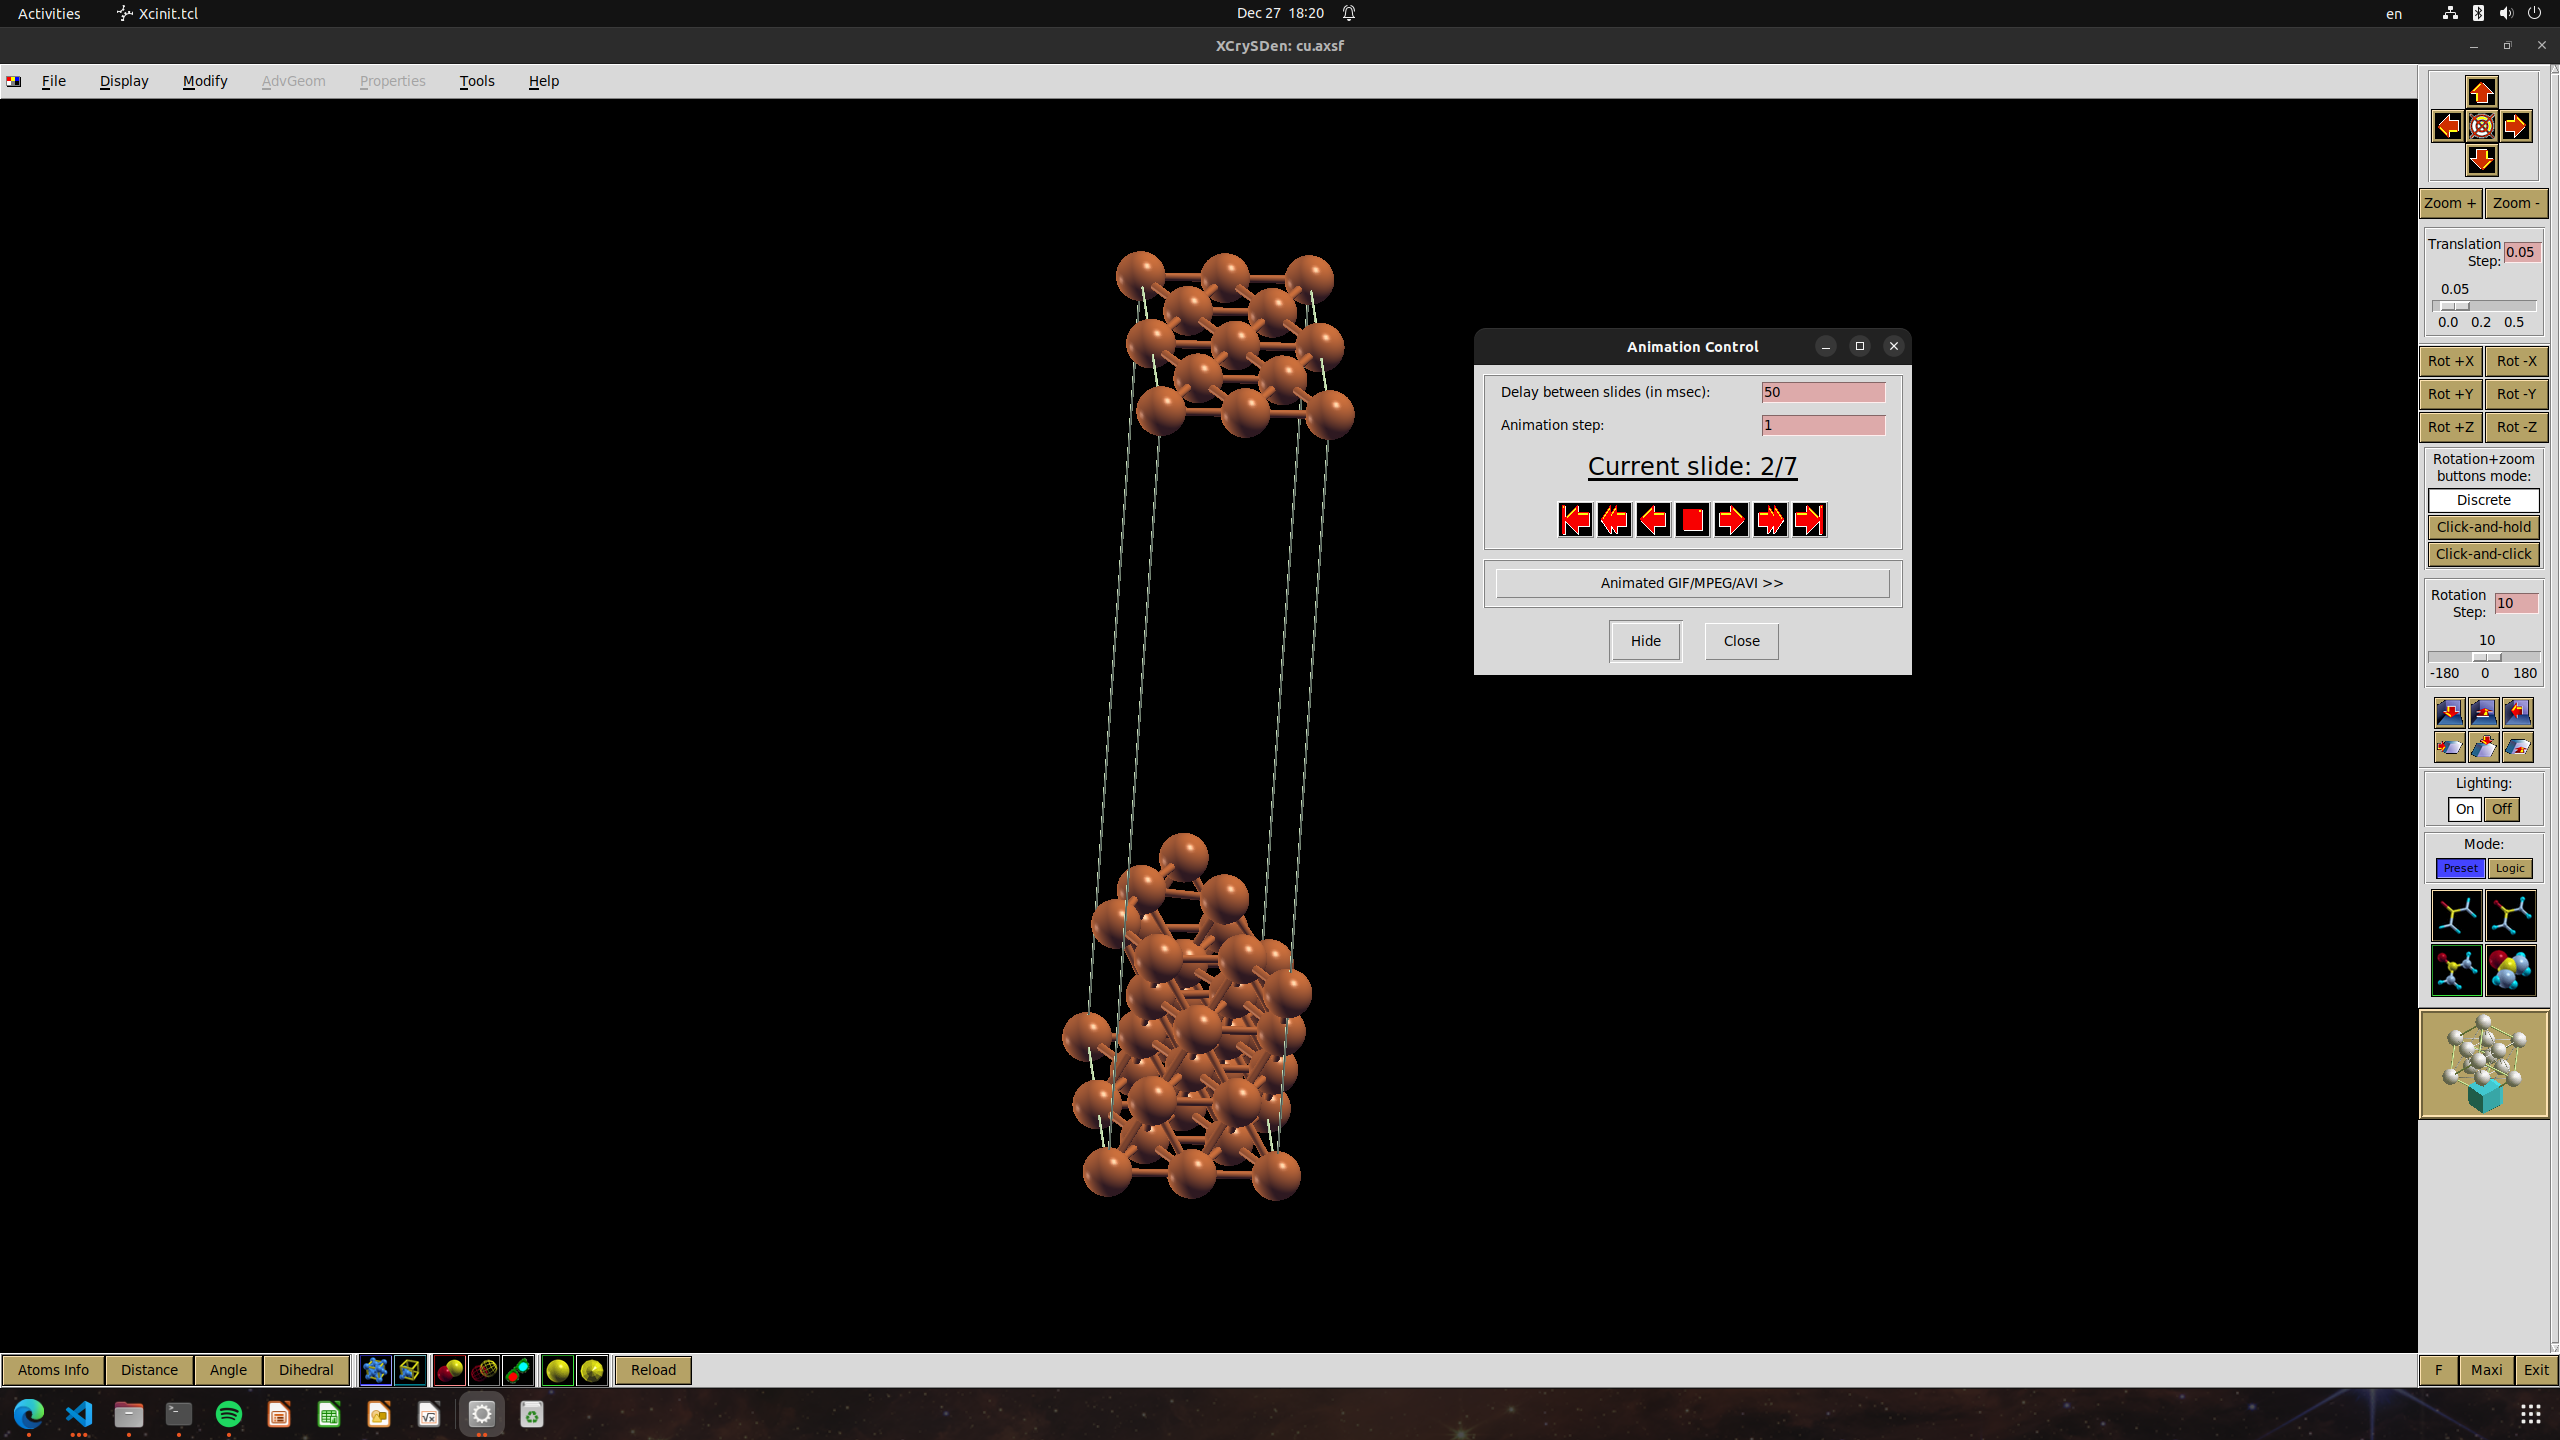 Activities
Xcinit.tcl
Dec 27 18:20
en
XCrySDen: cu.axsf
File
Display
Modify
AdvGeom
Properties
Tools
Help
Zoom +
Zoom -
Translation
Step:
0.05
0.05
0.0 0.2 0.5
Rot +X
Rot -X
Rot +Y
Rot -Y
Rot +Z
Rot -Z
Rotation+zoom
buttons mode:
Discrete
Click-and-hold
Click-and-click
Rotation
Step:
10
10
-180 0 180
Lighting:
On
Off
Mode:
Preset
Logic
Animation Control
Delay between slides (in msec):
50
Animation step:
1
Current slide: 2/7
Animated GIF/MPEG/AVI >>
Hide
Close
Atoms Info
Distance
Angle
Dihedral
Reload
F
Maxi
Exit